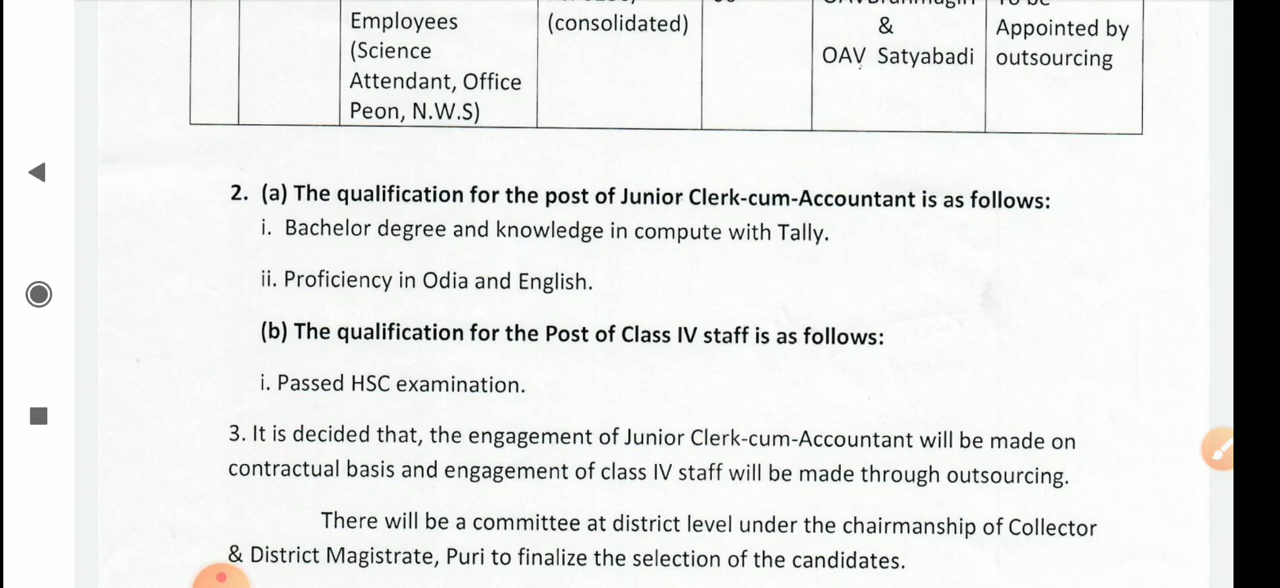 Employees
(Science
Attendant, Office
Peon, N.W.S)
(consolidated)
&
OAV Satyabadi
Appointed by
outsourcing
2. (a) The qualification for the post of Junior Clerk-cum-Accountant is as follows:
i. Bachelor degree and knowledge in compute with Tally.
ii. Proficiency in Odia and English.
(b) The qualification for the Post of Class IV staff is as follows:
i. Passed HSC examination.
3. It is decided that, the engagement of Junior Clerk-cum-Accountant will be made on
contractual basis and engagement of class IV staff will be made through outsourcing.
There will be a committee at district level under the chairmanship of Collector
& District Magistrate, Puri to finalize the selection of the candidates.